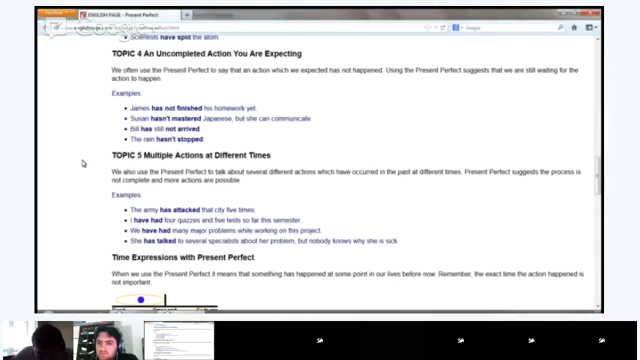 ENGLISH PAGE - Present Perfect
Google
Scientists have split the atom
TOPIC 4 An Uncompleted Action You Are Expecting
We often use the Present Perfect to say that an action which we expected has not happened. Using the Present Perfect suggests that we are still waiting for the
action to happen.
Examples:
James has not finished his homework yet.
Susan hasn't mastered Japanese, but she can communicate.
Bill has still not arrived
The rain hasn't stopped
TOPIC 5 Multiple Actions at Different Times
We also use the Present Perfect to talk about several different actions which have occurred in the past at different times. Present Perfect suggests the process is
not complete and more actions are possible
Examples:
The army has attacked that city five times.
I have had four quizzes and five tests so far this semester.
We have had many major problems while working on this project
She has talked to several specialists about her problem, but nobody knows why she is sick
Time Expressions with Present Perfect
When we use the Present Perfect it means that something has happened at some point in our lives before now. Remember, the exact time the action happened is
not important